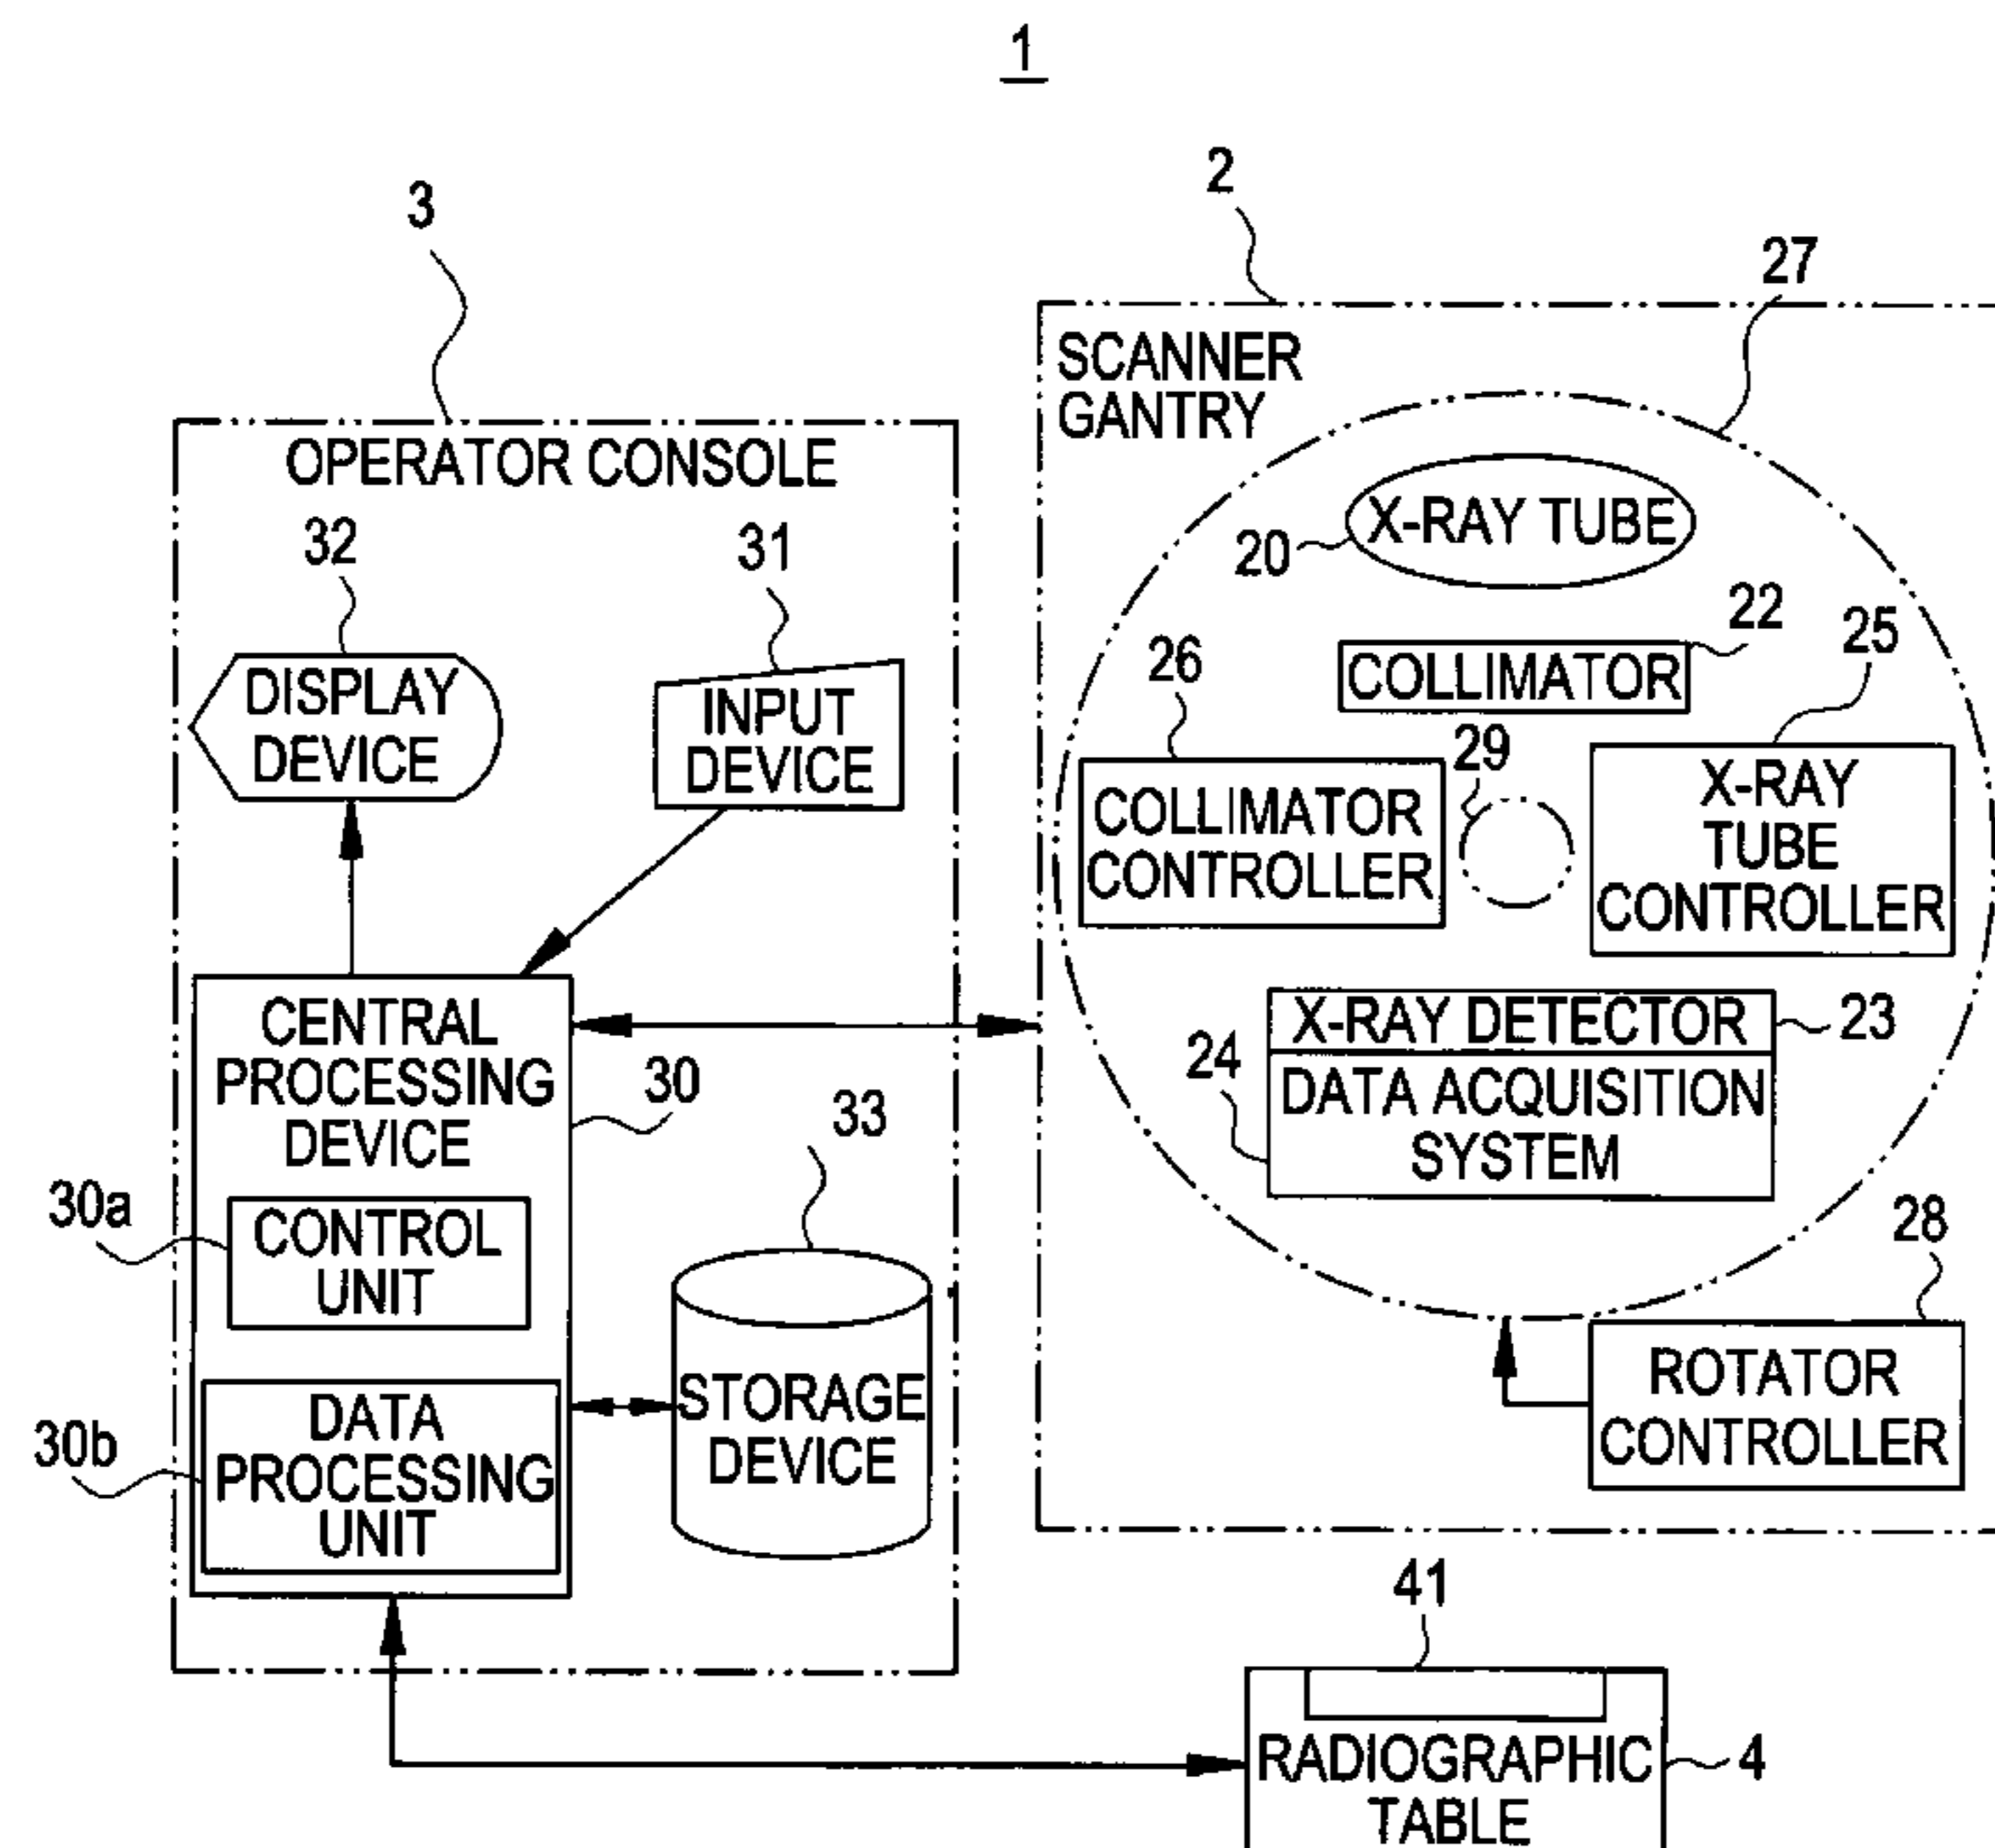 1
2
3
27
SCANNER
GANTRY
OPERATOR CONSOLE
32
31
20
X-RAY TUBE
22
25
26
COLLIMATOR
DISPLAY
DEVICE
INPUT
DEVICE
29
COLLIMATOR
CONTROLLER
X-RAY
TUBE
CONTROLLER
CENTRAL
PROCESSING
DEVICE
30
33
X-RAY DETECTOR
23
24
DATA ACQUISITION
SYSTEM
30a
CONTROL
UNIT
28
ROTATOR
CONTROLLER
30b
DATA
PROCESSING
UNIT
STORAGE
DEVICE
41
RADIOGRAPHIC
TABLE
4